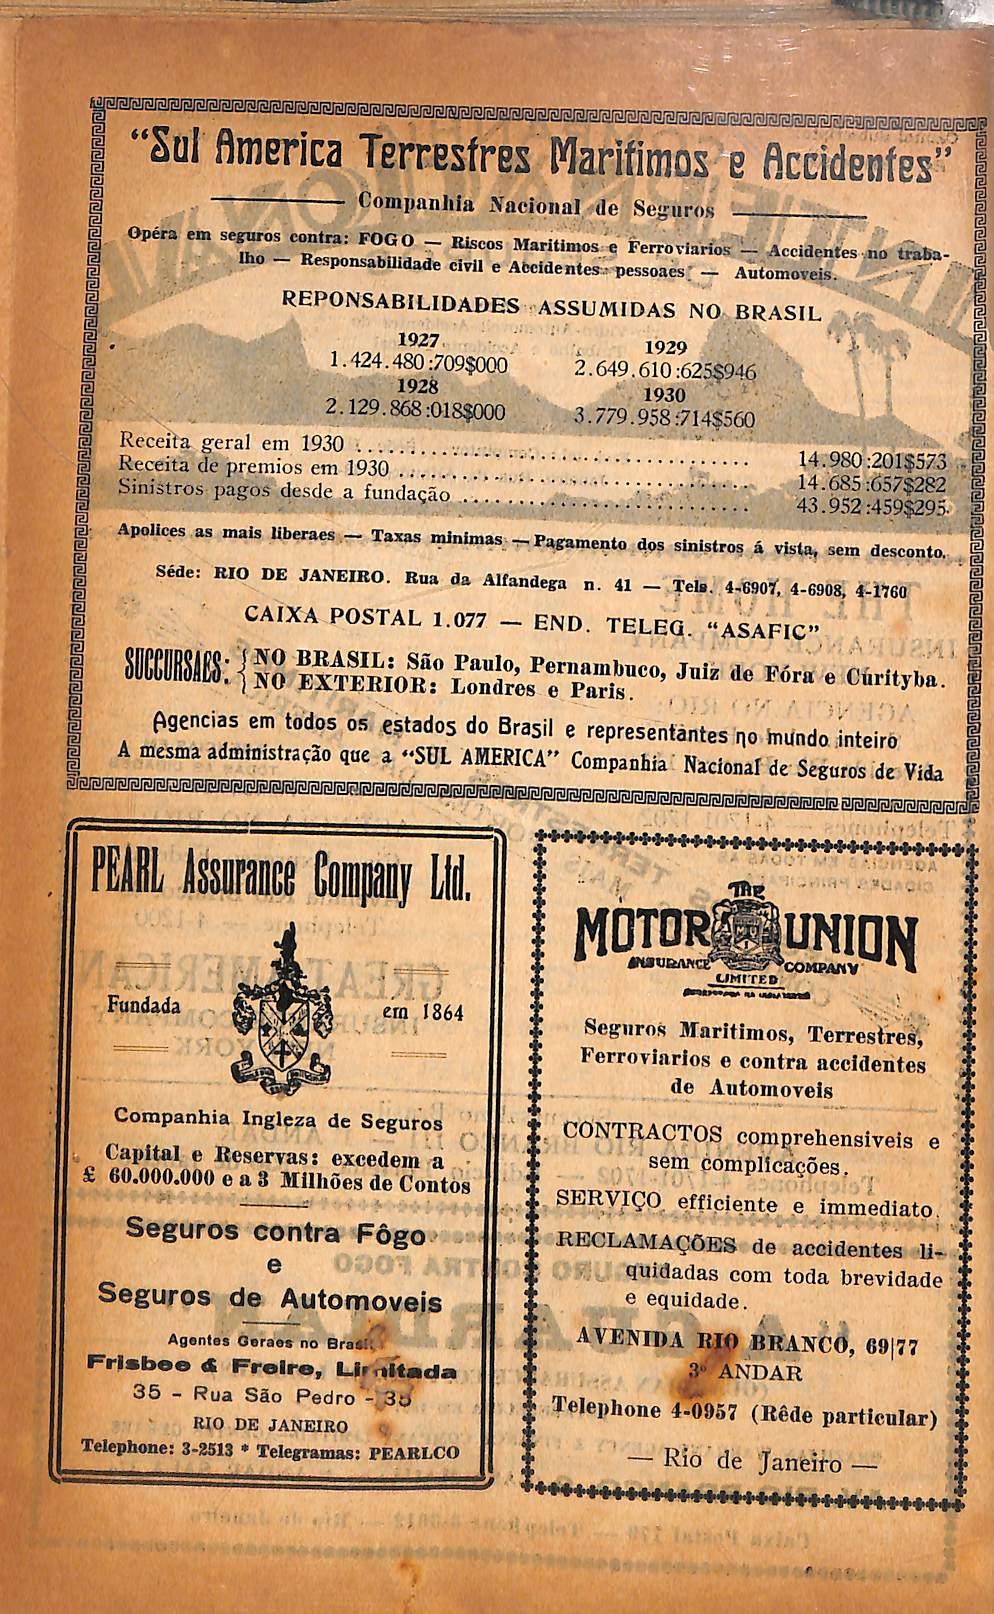 “Sul America Terrestres Maritimos e Accidentes”
Companhia Nacional de Seguros
Opéra em seguros contra: FOGO — Riscos Maritimos e Ferroviarios — Accidentes no traba-
lho — Responsabilidade civil e Accidentes pessoaes — Automoveis.
REPONSABILIDADES ASSUMIDAS NO BRASIL
1927 1929
1.424.480:709$000 2.649.610:625$946
1928 1930
2.129.868:018$000 3.779.958:714$560
Receita geral em 1930 ........ 14.980:201$573
Receita de premios em 1930 ........ 14.685:657$282
Sinistros pagos desde a fundação ........ 43.952:459$295
Apolices as mais liberaes — Taxas minimas — Pagamento dos sinistros á vista, sem desconto.
Séde: RIO DE JANEIRO. Rua da Alfandega n. 41 — Tels. 4-6907, 4-6908, 4-1760
CAIXA POSTAL 1.077 — END. TELEG. “ASAFIC”
SUCCURSAES: { NO BRASIL: São Paulo, Pernambuco, Juiz de Fóra e Curityba.
NO EXTERIOR: Londres e Paris.
Agencias em todos os estados do Brasil e representantes no mundo inteiro
A mesma administração que a “SUL AMERICA” Companhia Nacional de Seguros de Vida
PEARL Assurance Company Ltd.
Fundada em 1864
Companhia Ingleza de Seguros
Capital e Reservas: excedem a
£ 60.000.000 e a 3 Milhões de Contos
Seguros contra Fôgo
e
Seguros de Automoveis
Agentes Geraes no Brasil
Frisbee & Freire, Limitada
35 - Rua São Pedro - 35
RIO DE JANEIRO
Telephone: 3-2513 * Telegramas: PEARLCO
THE
MOTOR UNION
INSURANCE COMPANY
LIMITED
Seguros Maritimos, Terrestres,
Ferroviarios e contra accidentes
de Automoveis
CONTRACTOS comprehensiveis e
sem complicações.
SERVIÇO efficiente e immediato.
RECLAMAÇÕES de accidentes li-
quidadas com toda brevidade
e equidade.
AVENIDA RIO BRANCO, 69|77
3º ANDAR
Telephone 4-0957 (Rêde particular)
— Rio de Janeiro —